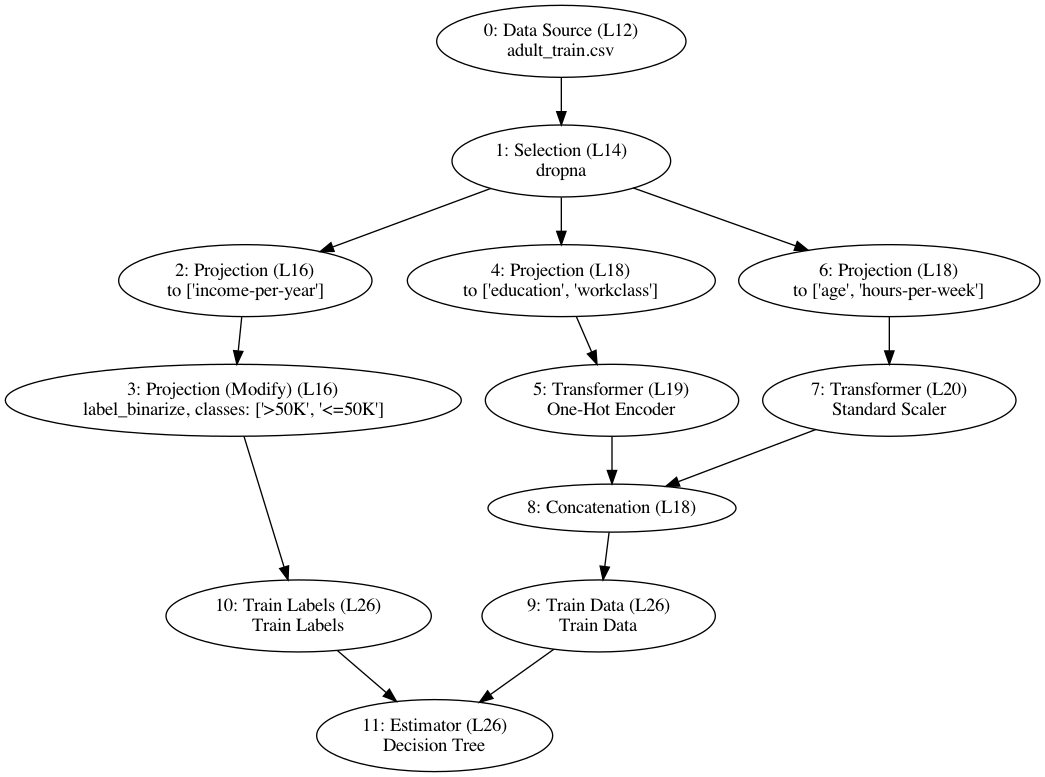 0: Data Source (L12)
adult_train.csv
1: Selection (L14)
dropna
2: Projection (L16)
to ['income-per-year']
4: Projection (L18)
to ['education', 'workclass']
6: Projection (L18)
to ['age', 'hours-per-week']
3: Projection (Modify) (L16)
label_binarize, classes: ['>50K', '<=50K']
5: Transformer (L19)
One-Hot Encoder
7: Transformer (L20)
Standard Scaler
8: Concatenation (L18)
10: Train Labels (L26)
Train Labels
9: Train Data (L26)
Train Data
11: Estimator (L26)
Decision Tree